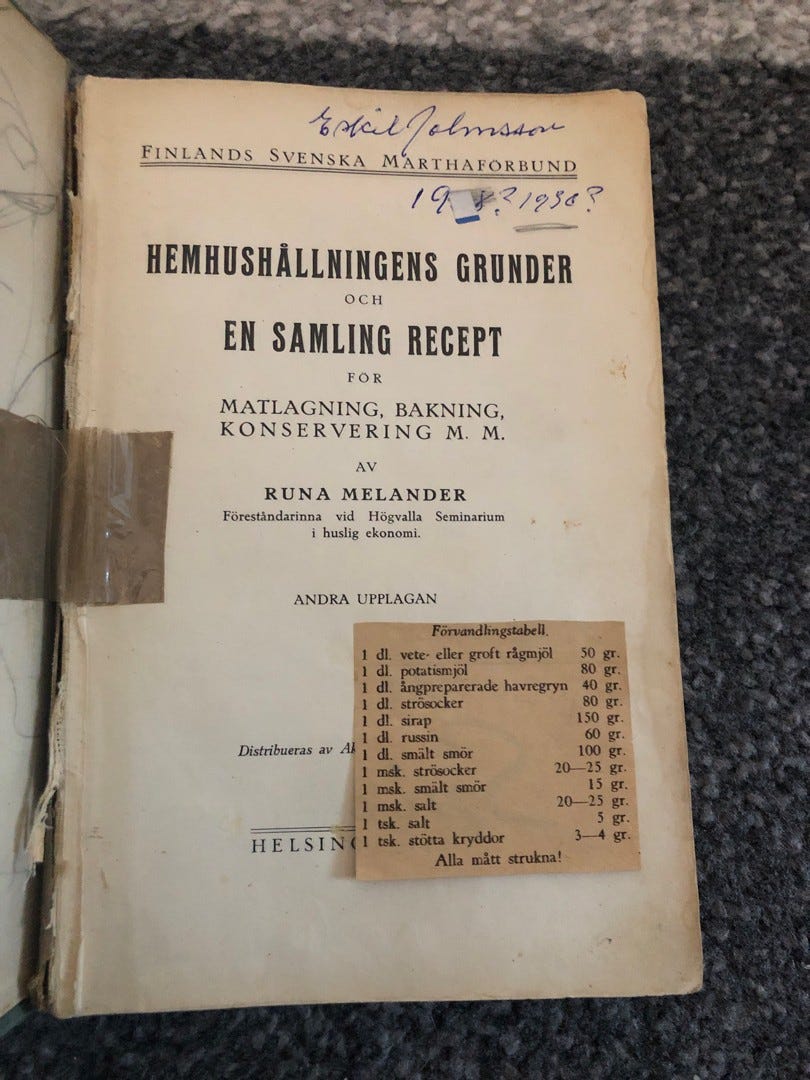 Eskil
FINLANDS SVENSKA MARTHAFÖRBUND
19 8? 1930?
HEMHUSHÅLLNINGENS GRUNDER
OCH
EN SAMLING RECEPT
FÖR
MATLAGNING, BAKNING,
KONSERVERING M. M.
AV
RUNA MELANDER
Föreståndarinna vid Högvalla Seminarium
i huslig ekonomi.
ANDRA UPPLAGAN
Distribueras av
HELSIN
Förvandlingstabell.
1 dl. vete- eller groft rågmjöl 50 gr.
1 dl. potatismjöl 80 gr.
1 dl. ångpreparerade havregryn 40 gr.
1 dl. strösocker 80 gr.
1 dl. sirap 150 gr.
1 dl. russin 60 gr.
1 dl. smält smör 100 gr.
1 msk. strösocker 20—25 gr.
1 msk. smält smör 15 gr.
1 msk. salt 20—25 gr.
1 tsk. salt 5 gr.
1 tsk. stötta kryddor 3—4 gr.
Alla mått strukna!